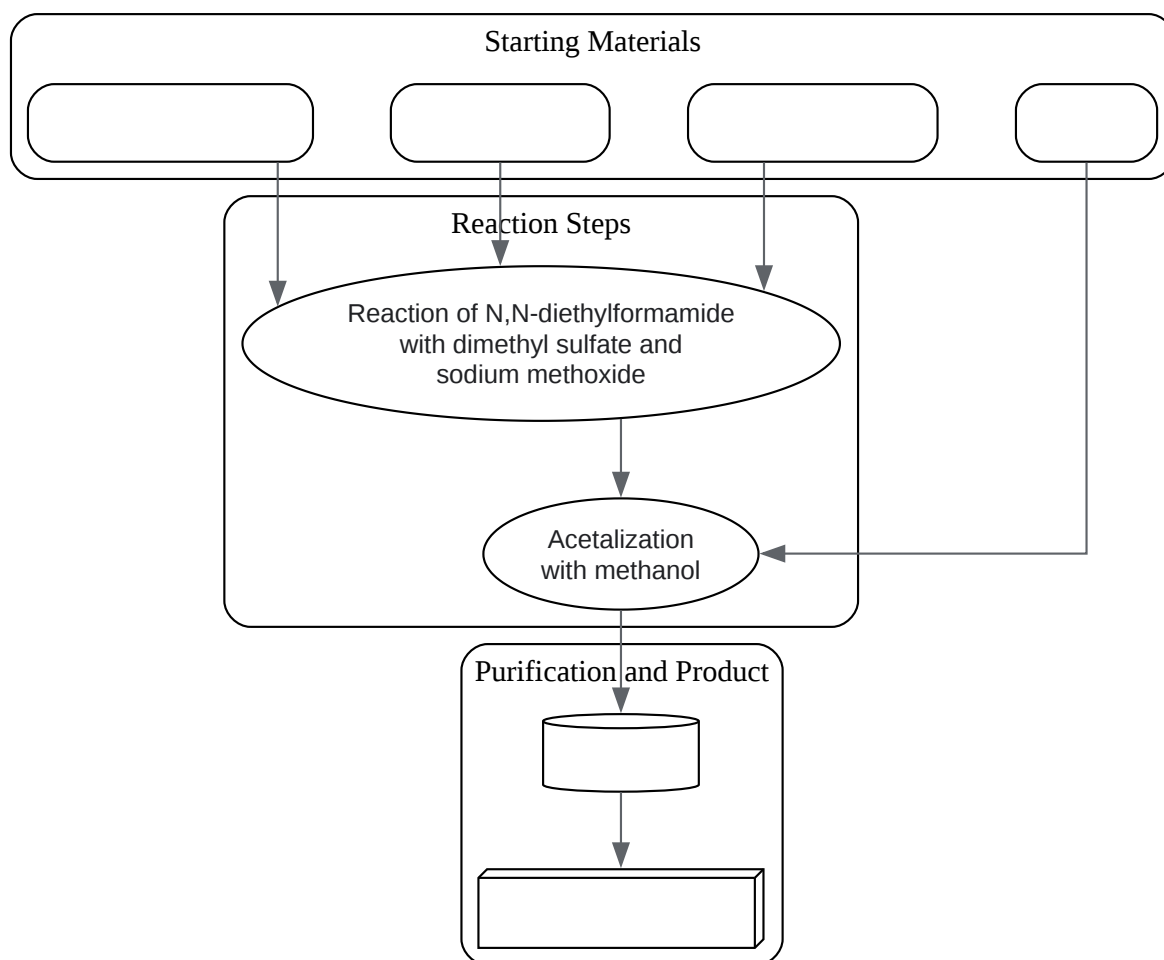 Starting Materials
Reaction Steps
Reaction of N,N-diethylformamide
with dimethyl sulfate and
sodium methoxide
Acetalization
with methanol
Purification and Product